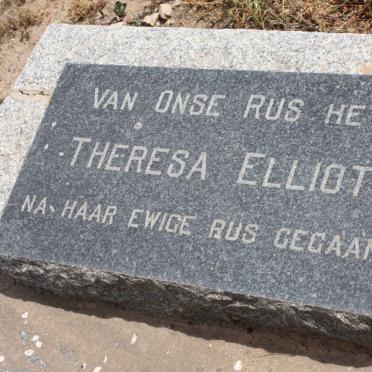 VAN ONSE RUS HE
THERESA ELLIOT
NA HAAR EWIGE RUS GEGAAN